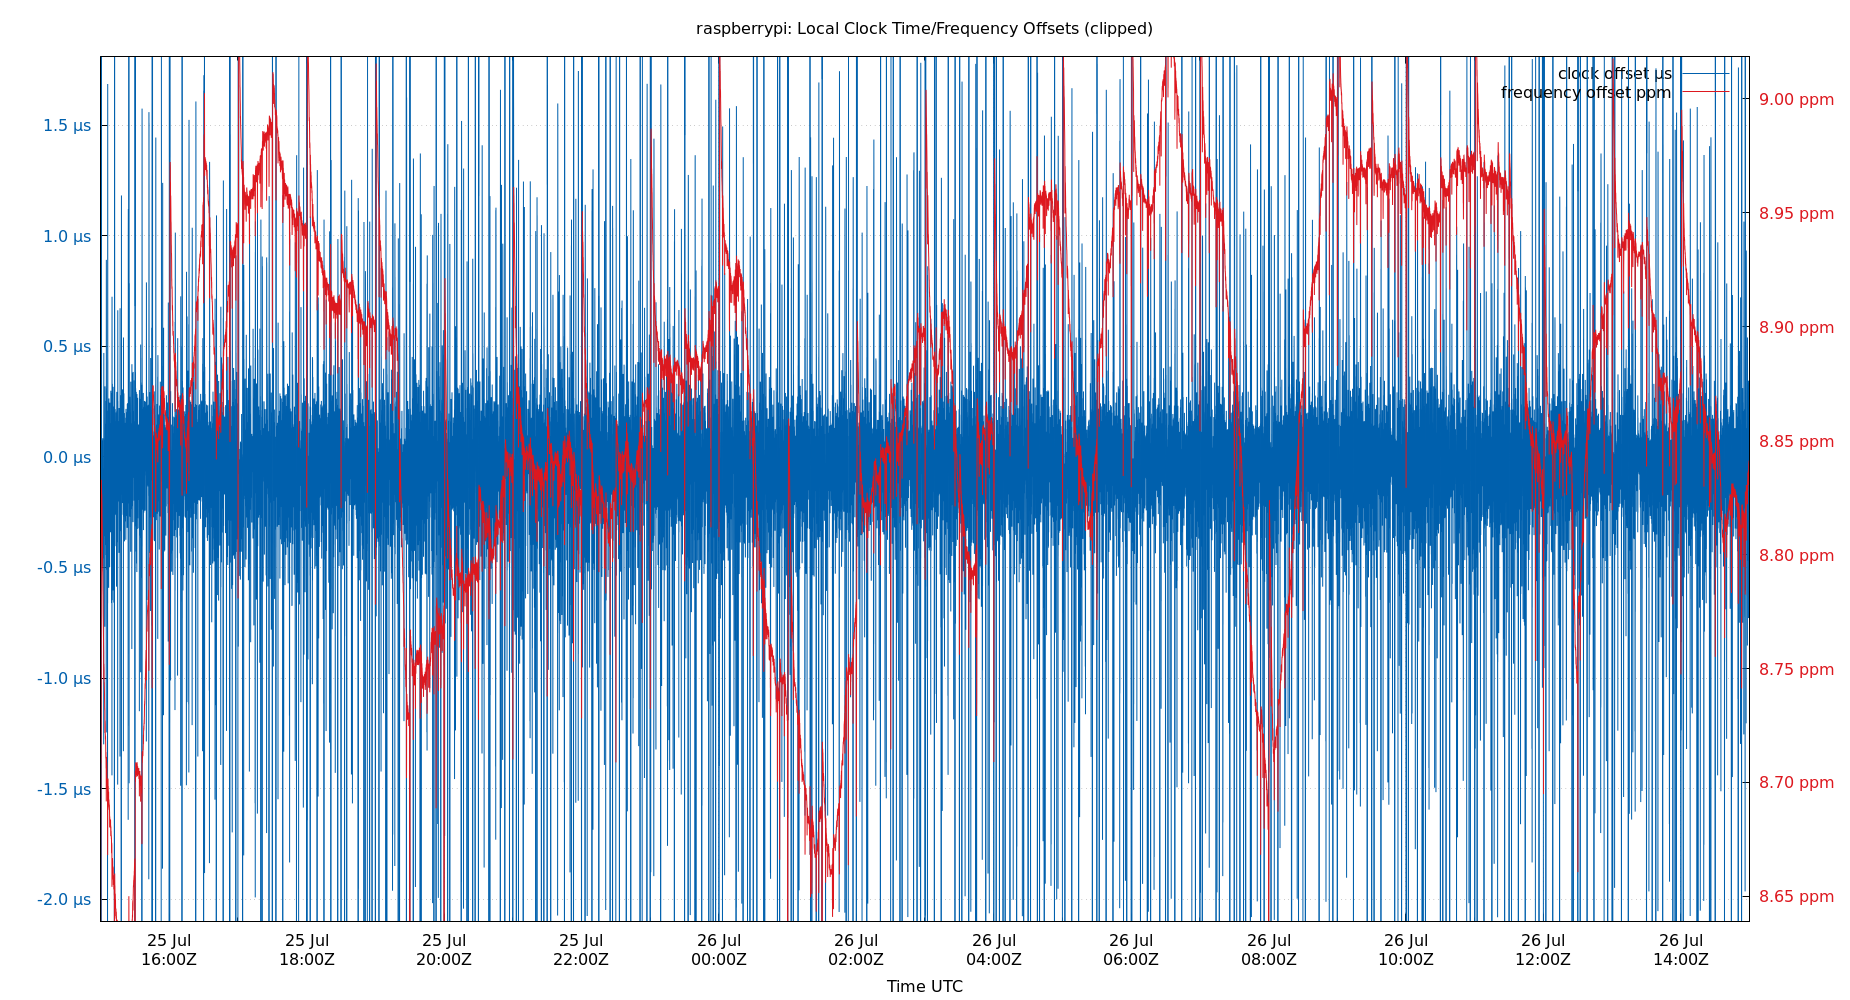 raspberrypi: Local Clock Time/Frequency Offsets (clipped)
clock offset µs
frequency offset ppm
1.5 µs
1.0 µs
0.5 µs
0.0 µs
-0.5 µs
-1.0 µs
-1.5 µs
-2.0 µs
9.00 ppm
8.95 ppm
8.90 ppm
8.85 ppm
8.80 ppm
8.75 ppm
8.70 ppm
8.65 ppm
25 Jul 25 Jul 25 Jul 25 Jul 26 Jul 26 Jul 26 Jul 26 Jul 26 Jul 26 Jul 26 Jul 26 Jul
16:00Z 18:00Z 20:00Z 22:00Z 00:00Z 02:00Z 04:00Z 06:00Z 08:00Z 10:00Z 12:00Z 14:00Z
Time UTC